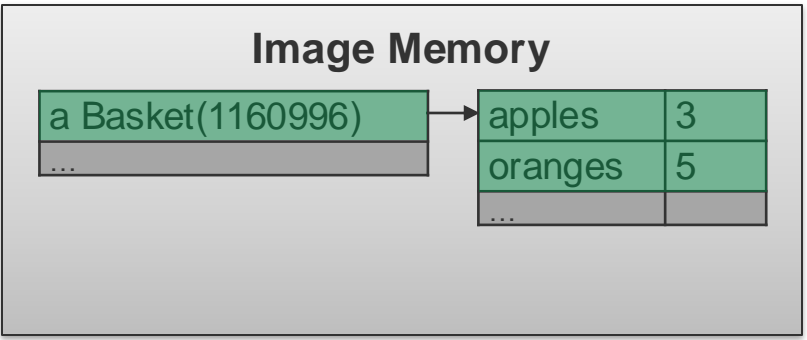 Image Memory
a Basket(1160996)
...
apples 3
oranges 5
...